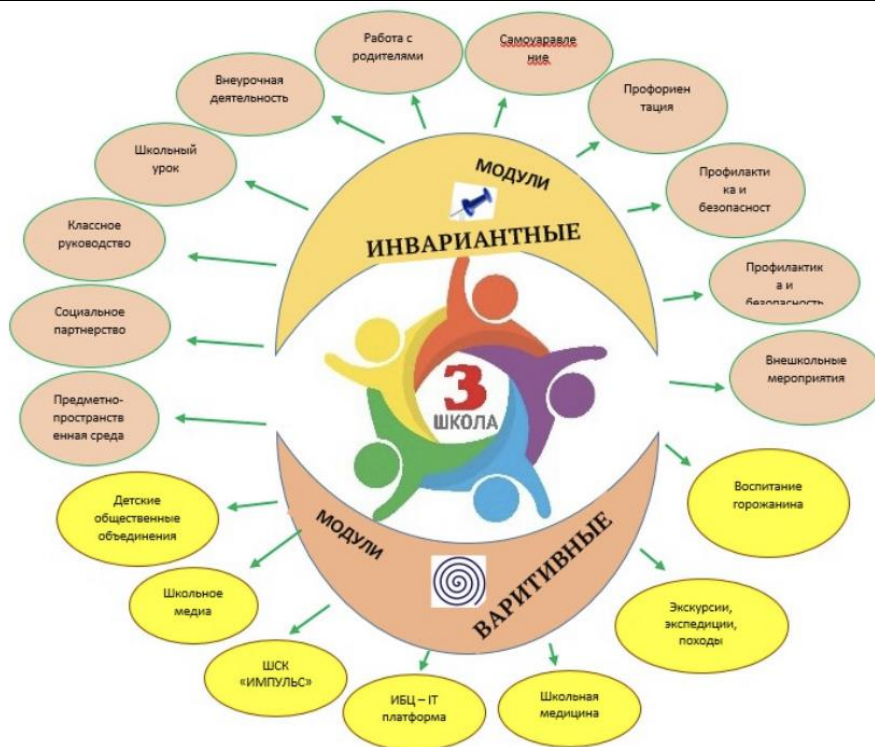 Работа с
родителями
Самоуаравле
ние
Внеурочная
деятельность
Профориен
тация
Школьный
урок
Профилакти
ка и
безопасност
Классное
руководство
Профилактик
а и
безопасность
Социальное
партнерство
Внешкольные
мероприятия
Предметно-
пространств
енная среда
МОДУЛИ
ИНВАРИАНТНЫЕ
3
ШКОЛА
МОДУЛИ
ВАРИТИВНЫЕ
Детские
общественные
объединения
Воспитание
горожанина
Школьное
медиа
Экскурсии,
экспедиции,
походы
ШСК
«ИМПУЛЬС»
ИБЦ – IT
платформа
Школьная
медицина